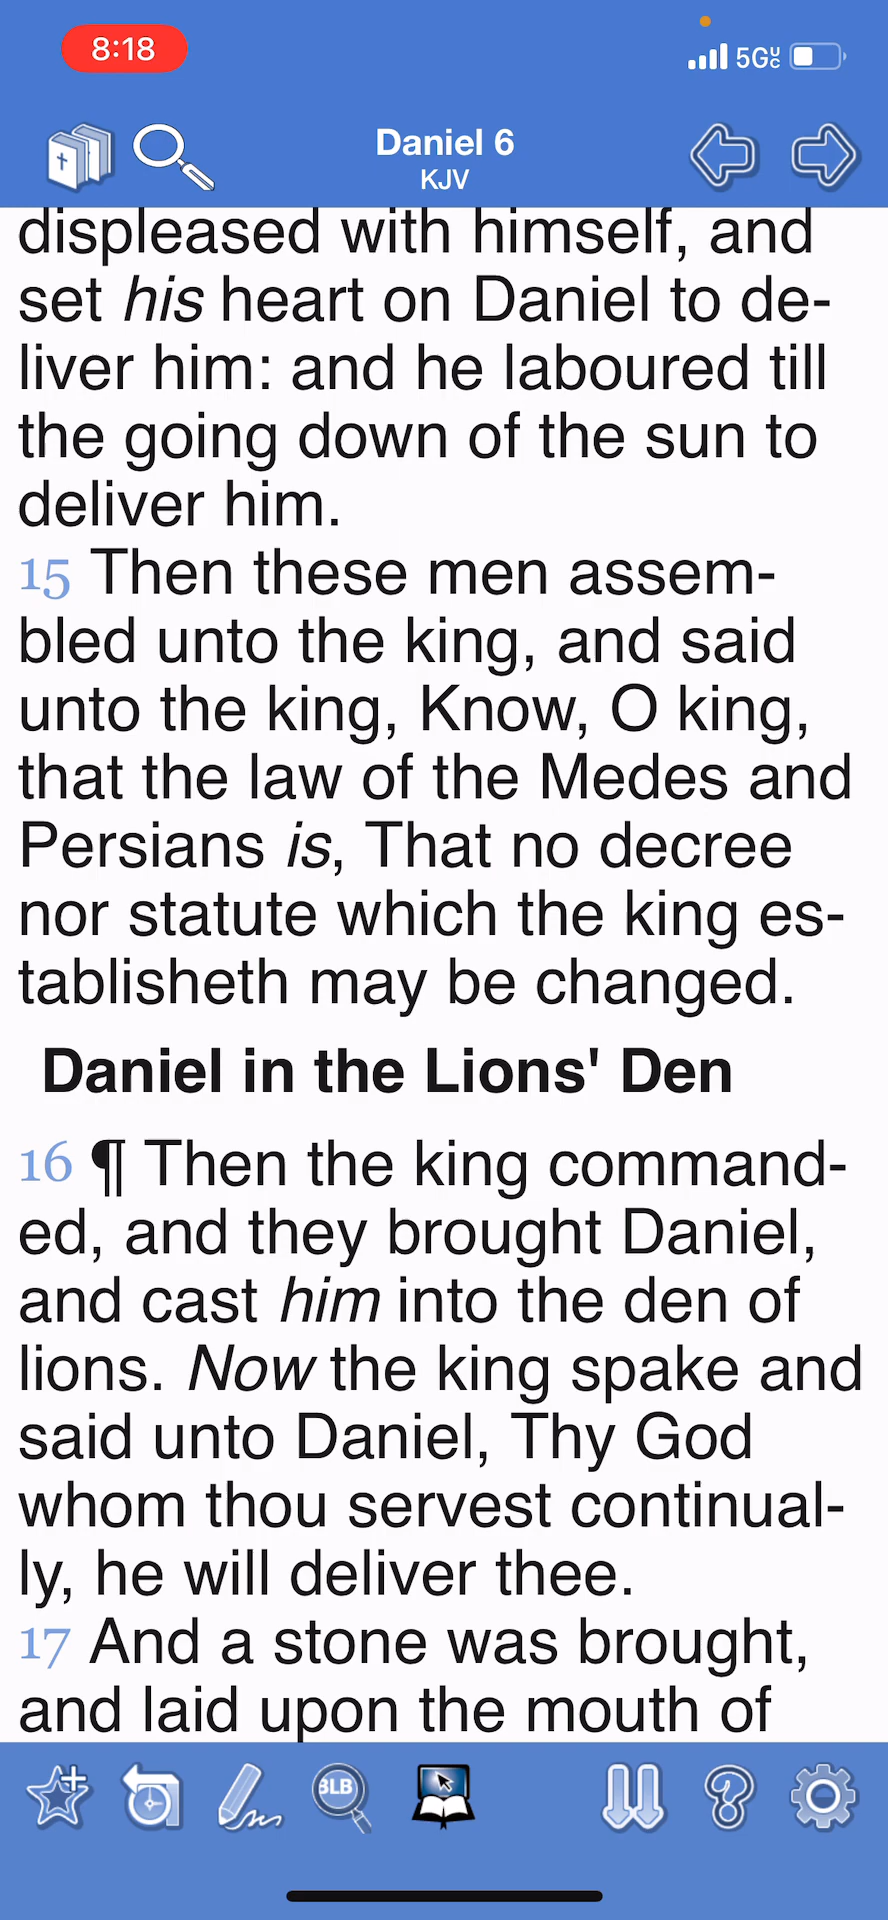 8:18
5GUC
Daniel 6
KJV
displeased with himself, and
set his heart on Daniel to de-
liver him: and he laboured till
the going down of the sun to
deliver him.
15 Then these men assem-
bled unto the king, and said
unto the king, Know, O king,
that the law of the Medes and
Persians is, That no decree
nor statute which the king es-
tablisheth may be changed.
Daniel in the Lions' Den
16 ¶ Then the king command-
ed, and they brought Daniel,
and cast him into the den of
lions. Now the king spake and
said unto Daniel, Thy God
whom thou servest continual-
ly, he will deliver thee.
17 And a stone was brought,
and laid upon the mouth of
BLB